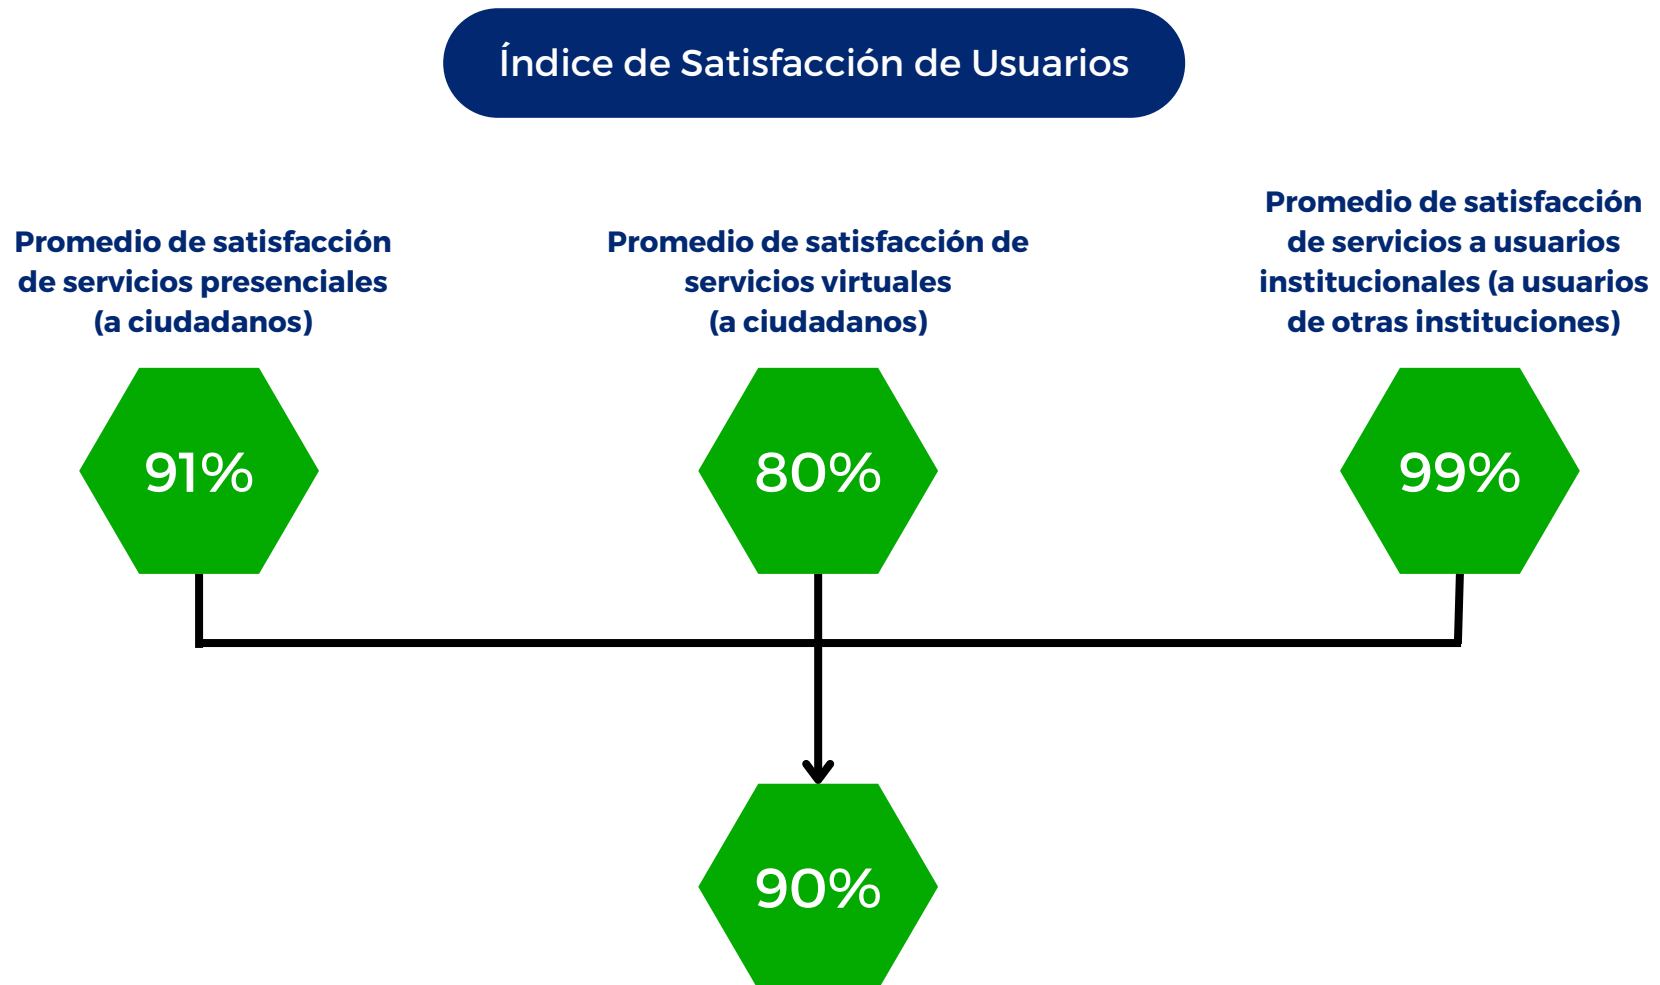 Índice de Satisfacción de Usuarios
Promedio de satisfacción
de servicios presenciales
(a ciudadanos)
91%
Promedio de satisfacción de
servicios virtuales
(a ciudadanos)
80%
Promedio de satisfacción
de servicios a usuarios
institucionales (a usuarios
de otras instituciones)
99%
90%